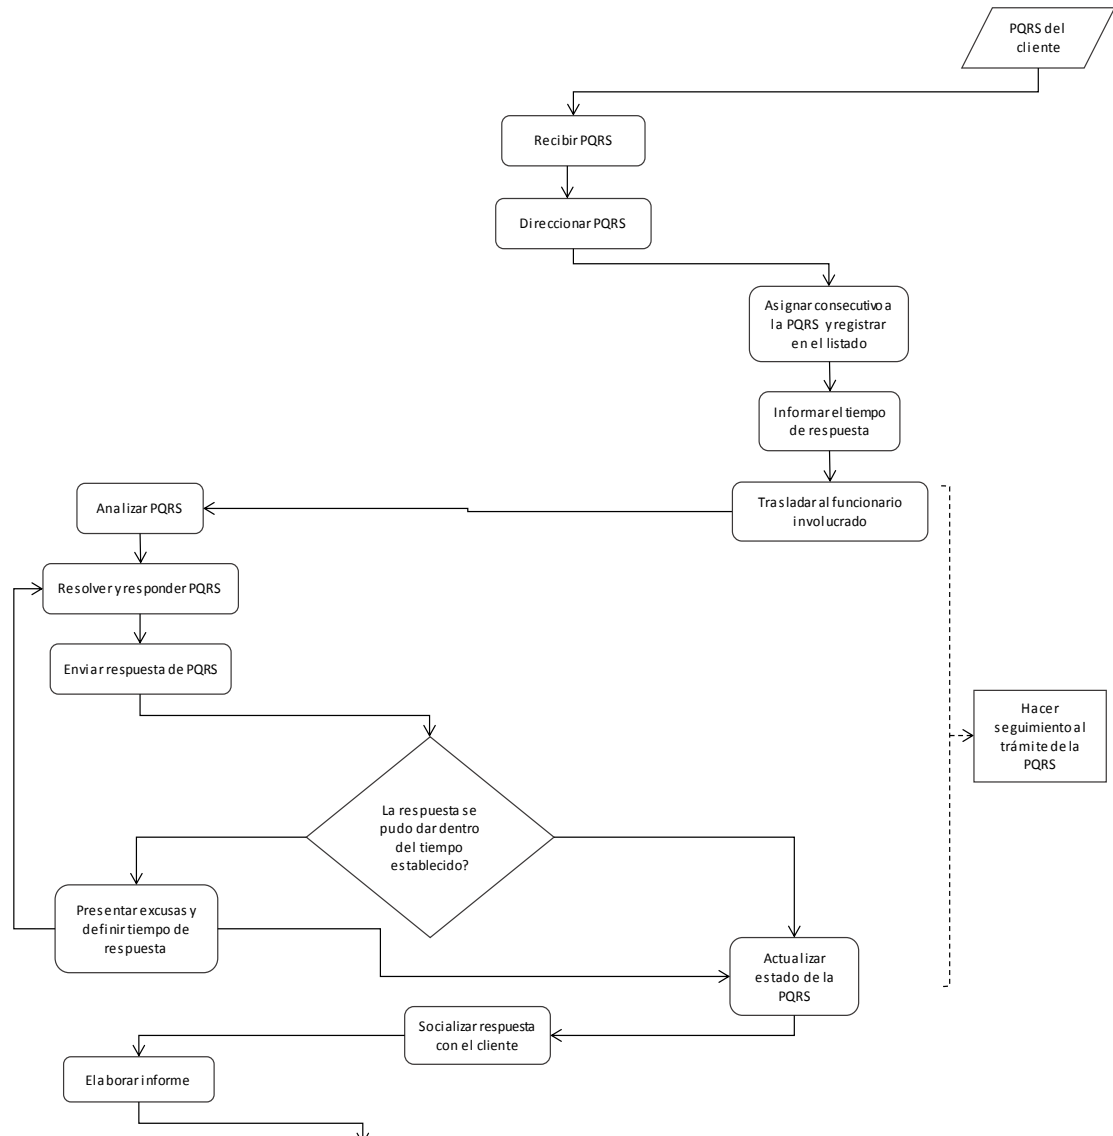 PQRS del
cliente
Recibir PQRS
Direccionar PQRS
Asignar consecutivo a
la PQRS y registrar
en el listado
Informar el tiempo
de respuesta
Trasladar al funcionario
involucrado
Analizar PQRS
Resolver y responder PQRS
Enviar respuesta de PQRS
Hacer
seguimiento al
trámite de la
PQRS
La respuesta se
pudo dar dentro
del tiempo
establecido?
Presentar excusas y
definir tiempo de
respuesta
Actualizar
estado de la
PQRS
Socializar respuesta
con el cliente
Elaborar informe